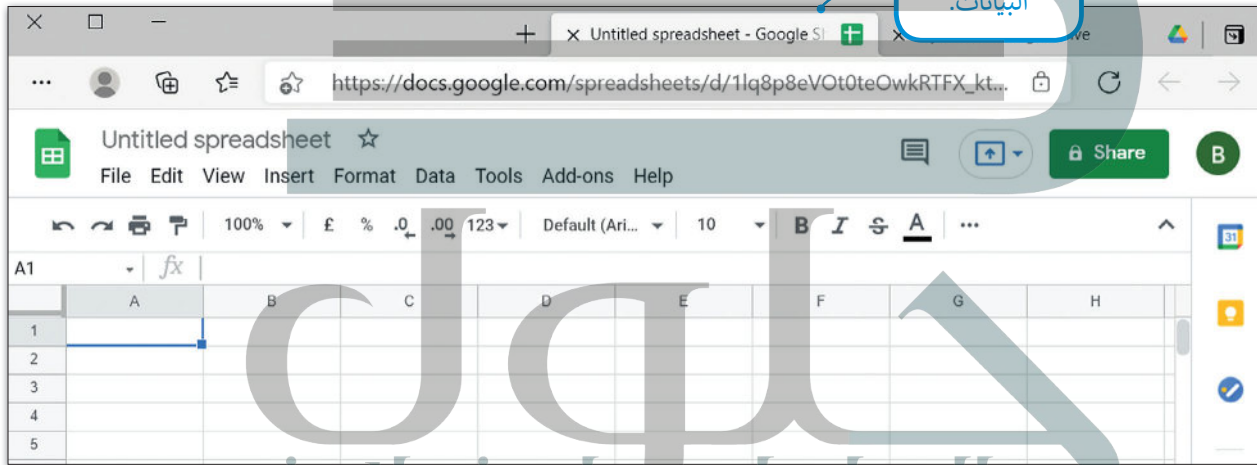 البيانات.
Untitled spreadsheet - Google S
ve
https://docs.google.com/spreadsheets/d/1lq8p8eVOt0teOwkRTFX_kt...
Untitled spreadsheet
Share
B
File Edit View Insert Format Data Tools Add-ons Help
100% £ % .0 .00 123 Default (Ari... 10 B I S A ...
31
A1 fx
A B C D E F G H
1
2
3
4
5
حلول